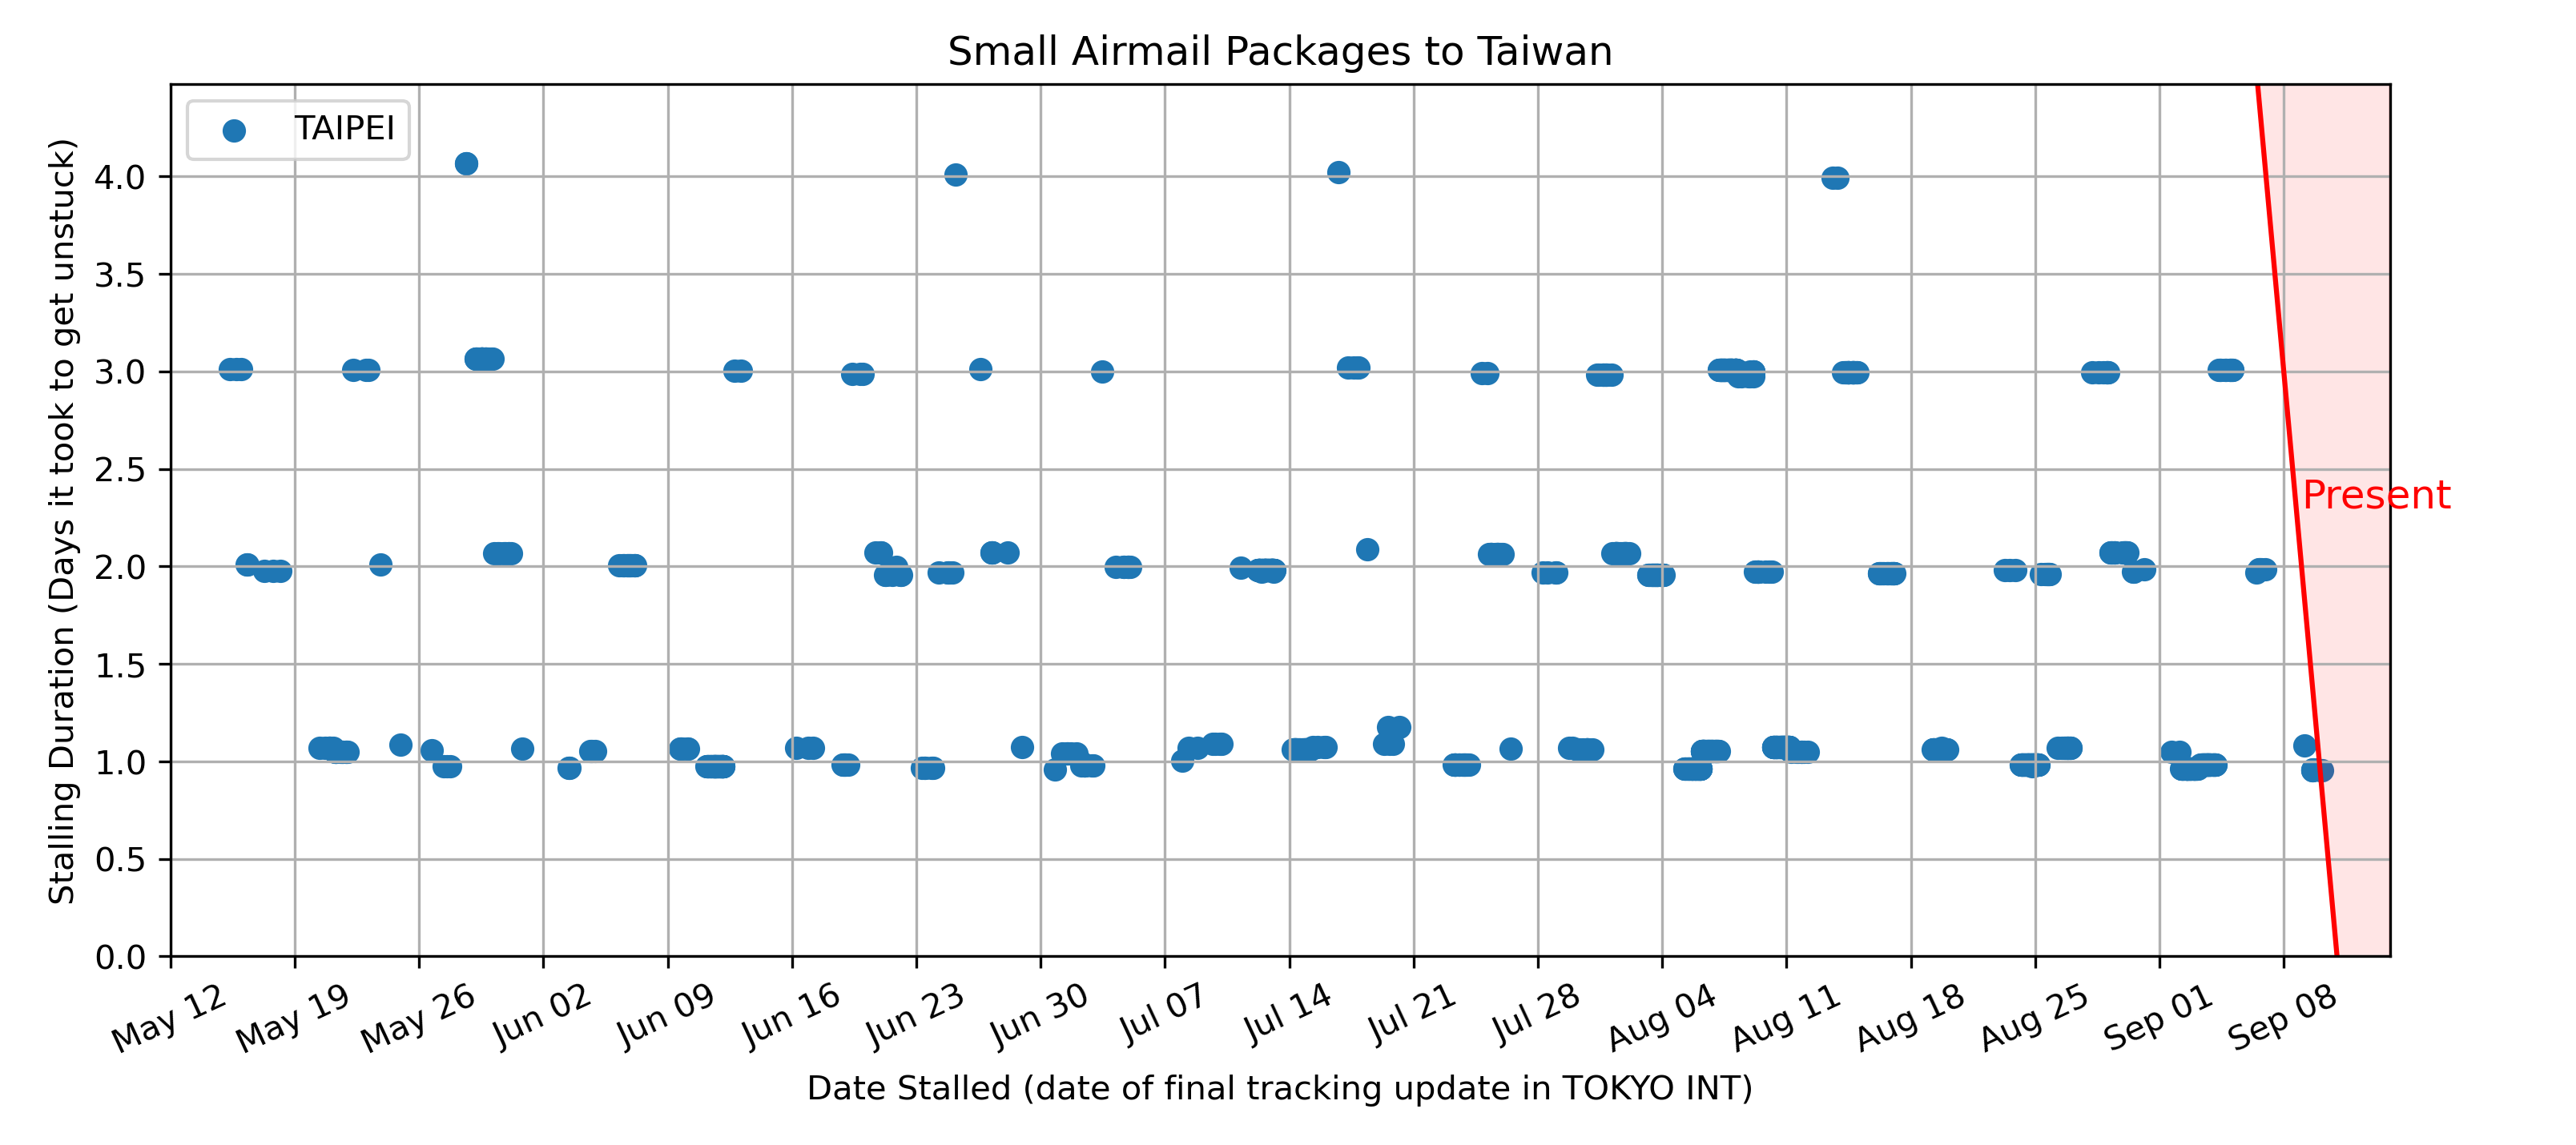 Small Airmail Packages to Taiwan
TAIPEI
Stalling Duration (Days it took to get unstuck)
4.0
3.5
3.0
2.5
2.0
1.5
1.0
0.5
0.0
Present
May 12
May 19
May 26
Jun 02
Jun 09
Jun 16
Jun 23
Jun 30
Jul 07
Jul 14
Jul 21
Jul 28
Aug 04
Aug 11
Aug 18
Aug 25
Sep 01
Sep 08
Date Stalled (date of final tracking update in TOKYO INT)